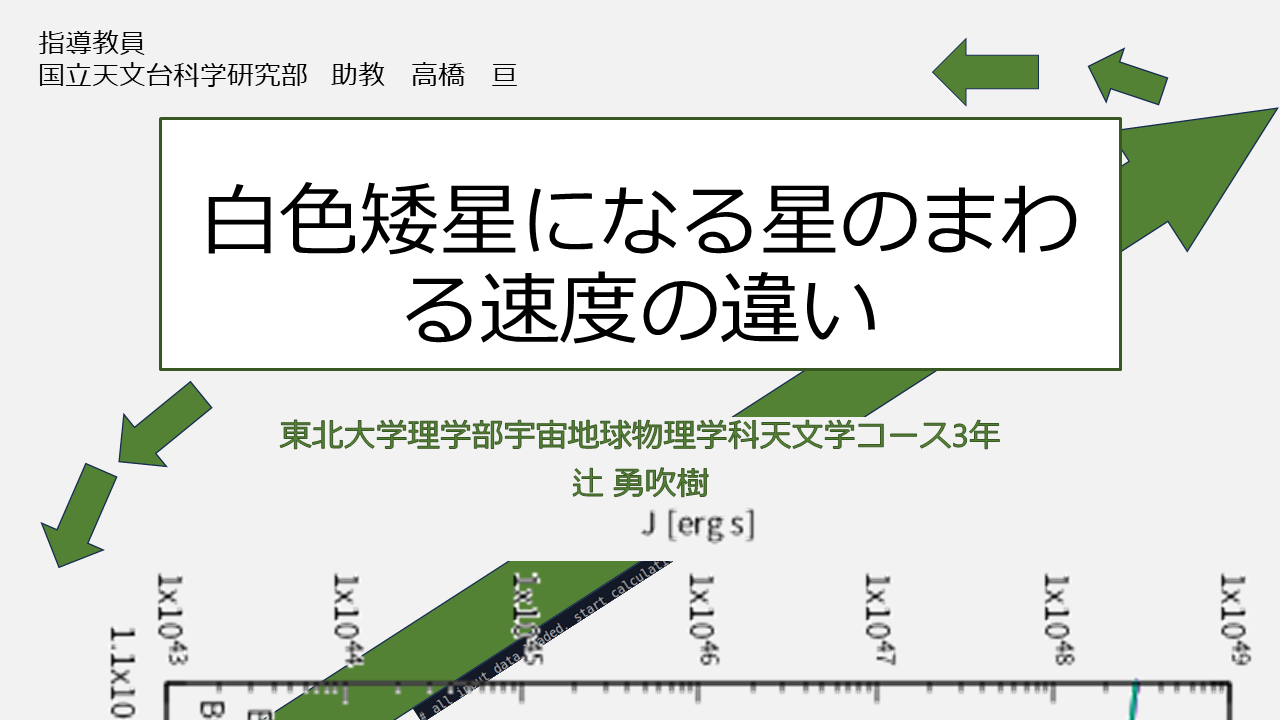 指導教員
国立天文台科学研究部 助教 高橋 亘
白色矮星になる星のまわ
る速度の違い
東北大学理学部宇宙地球物理学科天文学コース3年
辻 勇吹樹
J [erg s]
1x10^43 1x10^44 1x10^45 1x10^46 1x10^47 1x10^48 1x10^49
1.1x10
# all input data loaded, start calculati
B